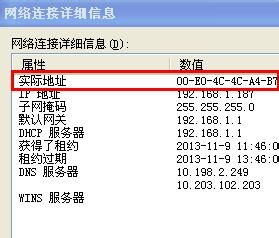 网络连接详细信息
网络连接详细信息(D):
属性 数值
实际地址 00-E0-4C-4C-A4-B7
IP 地址 192.168.1.187
子网掩码 255.255.255.0
默认网关 192.168.1.1
DHCP 服务器 192.168.1.1
获得了租约 2013-11-9 11:46:0
租约过期 2013-11-9 13:46:0
DNS 服务器 10.198.2.249
10.203.102.203
WINS 服务器